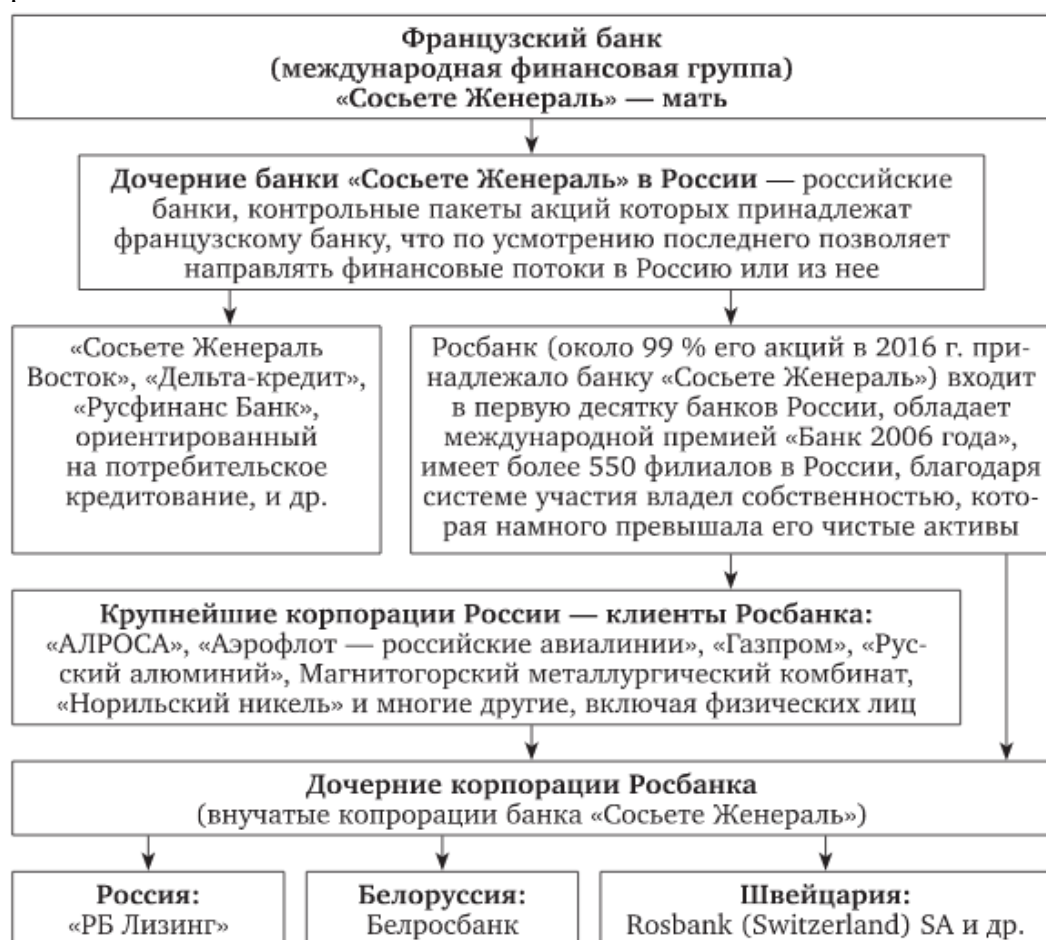 Французский банк
(международная финансовая группа)
«Сосьете Женераль» — мать
Дочерние банки «Сосьете Женераль» в России — российские
банки, контрольные пакеты акций которых принадлежат
французскому банку, что по усмотрению последнего позволяет
направлять финансовые потоки в Россию или из нее
«Сосьете Женераль
Восток», «Дельта-кредит»,
«Русфинанс Банк»,
ориентированный
на потребительское
кредитование, и др.
Росбанк (около 99 % его акций в 2016 г. при-
надлежало банку «Сосьете Женераль») входит
в первую десятку банков России, обладает
международной премией «Банк 2006 года»,
имеет более 550 филиалов в России, благодаря
системе участия владел собственностью, кото-
рая намного превышала его чистые активы
Крупнейшие корпорации России — клиенты Росбанка:
«АЛРОСА», «Аэрофлот — российские авиалинии», «Газпром», «Рус-
ский алюминий», Магнитогорский металлургический комбинат,
«Норильский никель» и многие другие, включая физических лиц
Дочерние корпорации Росбанка
(внучатые копрорации банка «Сосьете Женераль»)
Россия:
«РБ Лизинг»
Белоруссия:
Белросбанк
Швейцария:
Rosbank (Switzerland) SA и др.